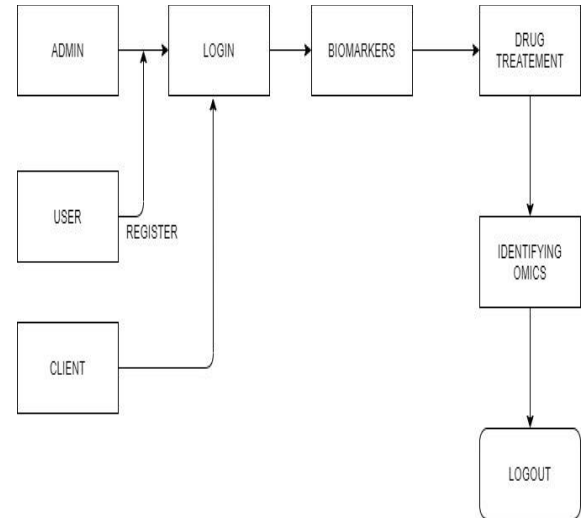 ADMIN
LOGIN
BIOMARKERS
DRUG
TREATEMENT
USER
REGISTER
IDENTIFYING
OMICS
CLIENT
LOGOUT